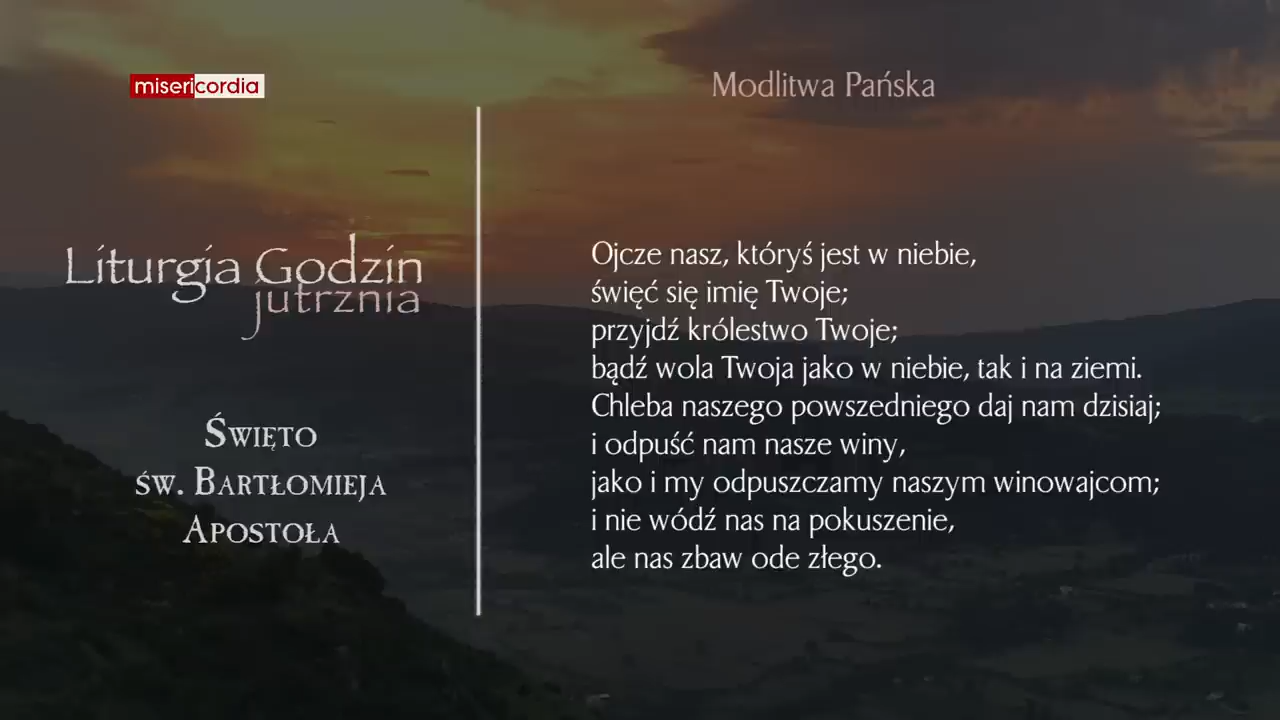 misericordia
Modlitwa Pańska
Liturgia Godzin
jutrznia
Święto
św. Bartłomieja
Apostoła
Ojcze nasz, któryś jest w niebie,
święć się imię Twoje;
przyjdź królestwo Twoje;
bądź wola Twoja jako w niebie, tak i na ziemi.
Chleba naszego powszedniego daj nam dzisiaj;
i odpuść nam nasze winy,
jako i my odpuszczamy naszym winowajcom;
i nie wódź nas na pokuszenie,
ale nas zbaw ode złego.